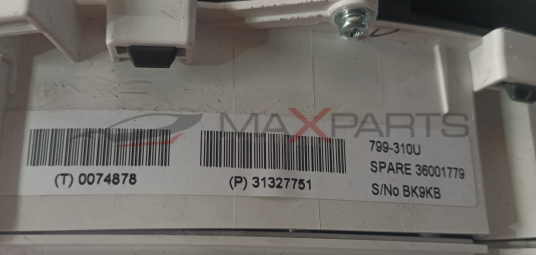 MAXPARTS
799-310U
SPARE 36001779
S/No BK9KB
(T) 0074878
(P) 31327751